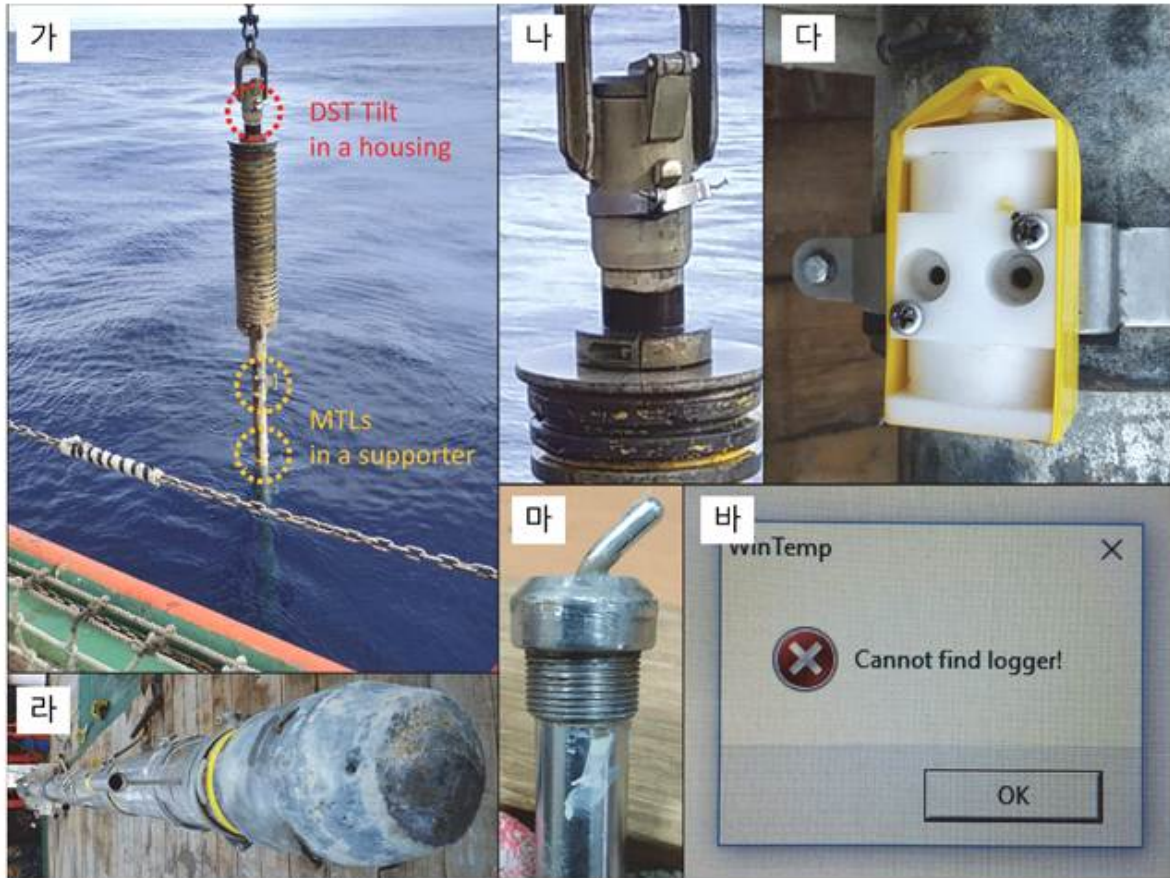 가
DST Tilt
in a housing
MTLs
in a supporter
나
다
라
마
바
WinTemp
Cannot find logger!
OK